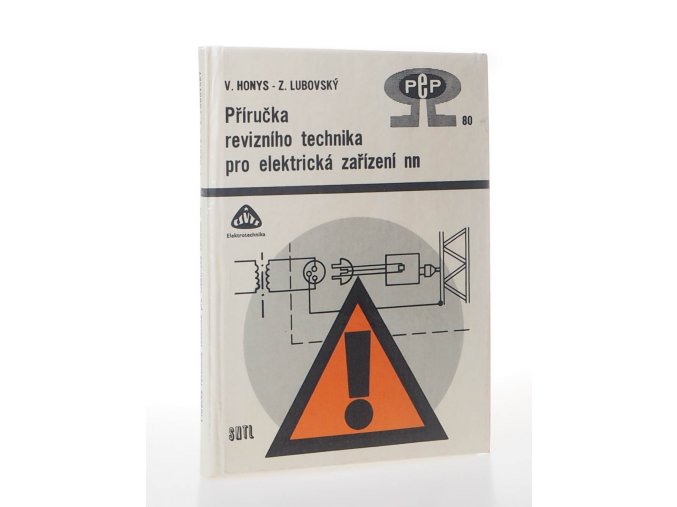 V. HONYS - Z. LUBOVSKÝ
PeP
80
Příručka
revizního technika
pro elektrická zařízení nn
Elektrotechnika
!
SNTL